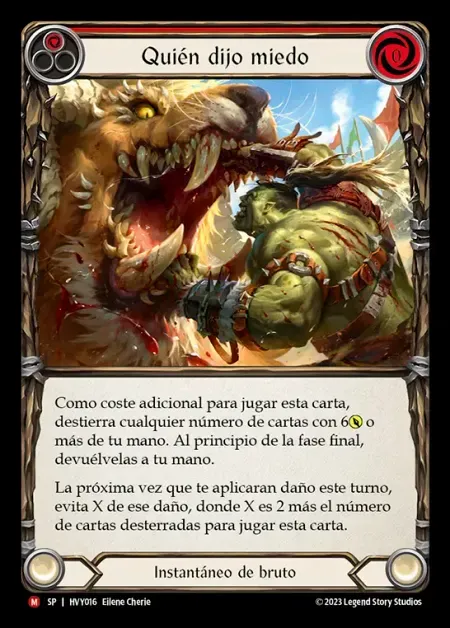 Quién dijo miedo
0
Como coste adicional para jugar esta carta,
destierra cualquier número de cartas con 6 o
más de tu mano. Al principio de la fase final,
devuélvelas a tu mano.
La próxima vez que te aplicaran daño este turno,
evita X de ese daño, donde X es 2 más el número
de cartas desterradas para jugar esta carta.
Instantáneo de bruto
M SP | HVY016 Eilene Cherie
© 2023 Legend Story Studios